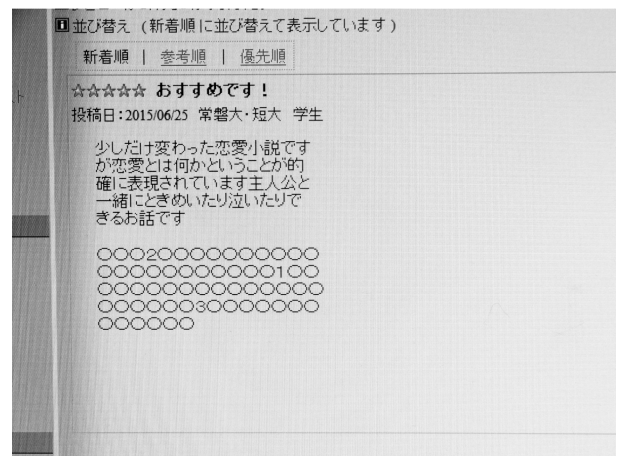 並び替え (新着順に並び替えて表示しています)
新着順 | 参考順 | 優先順
ト
☆☆☆☆☆ おすすめです!
投稿日:2015/06/25 常磐大・短大 学生
少しだけ変わった恋愛小説です
が恋愛とは何かということが的
確に表現されています主人公と
一緒にときめいたり泣いたりで
きるお話です
○○○2○○○○○○○○○○
○○○○○○○○○○○1○○
○○○○○○○○○○○○○○
○○○○○○3○○○○○○○
○○○○○○